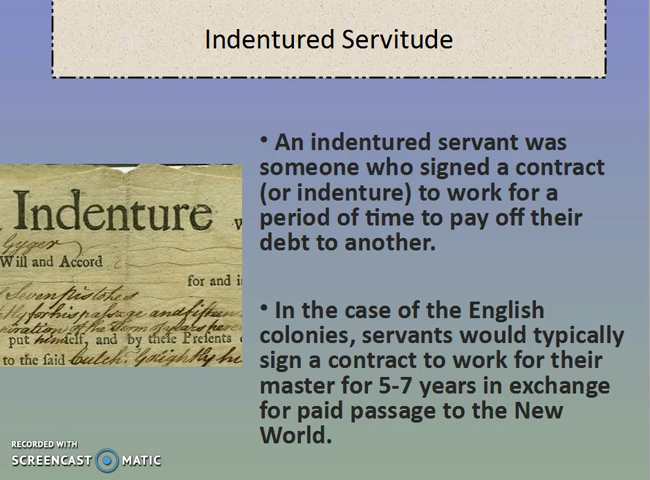 Indentured Servitude
• An indentured servant was
someone who signed a contract
(or indenture) to work for a
period of time to pay off their
debt to another.
Indenture
Will and Accord
for and i
put himself, and by these Presents
to the said
• In the case of the English
colonies, servants would typically
sign a contract to work for their
master for 5-7 years in exchange
for paid passage to the New
World.
RECORDED WITH
SCREENCAST MATIC